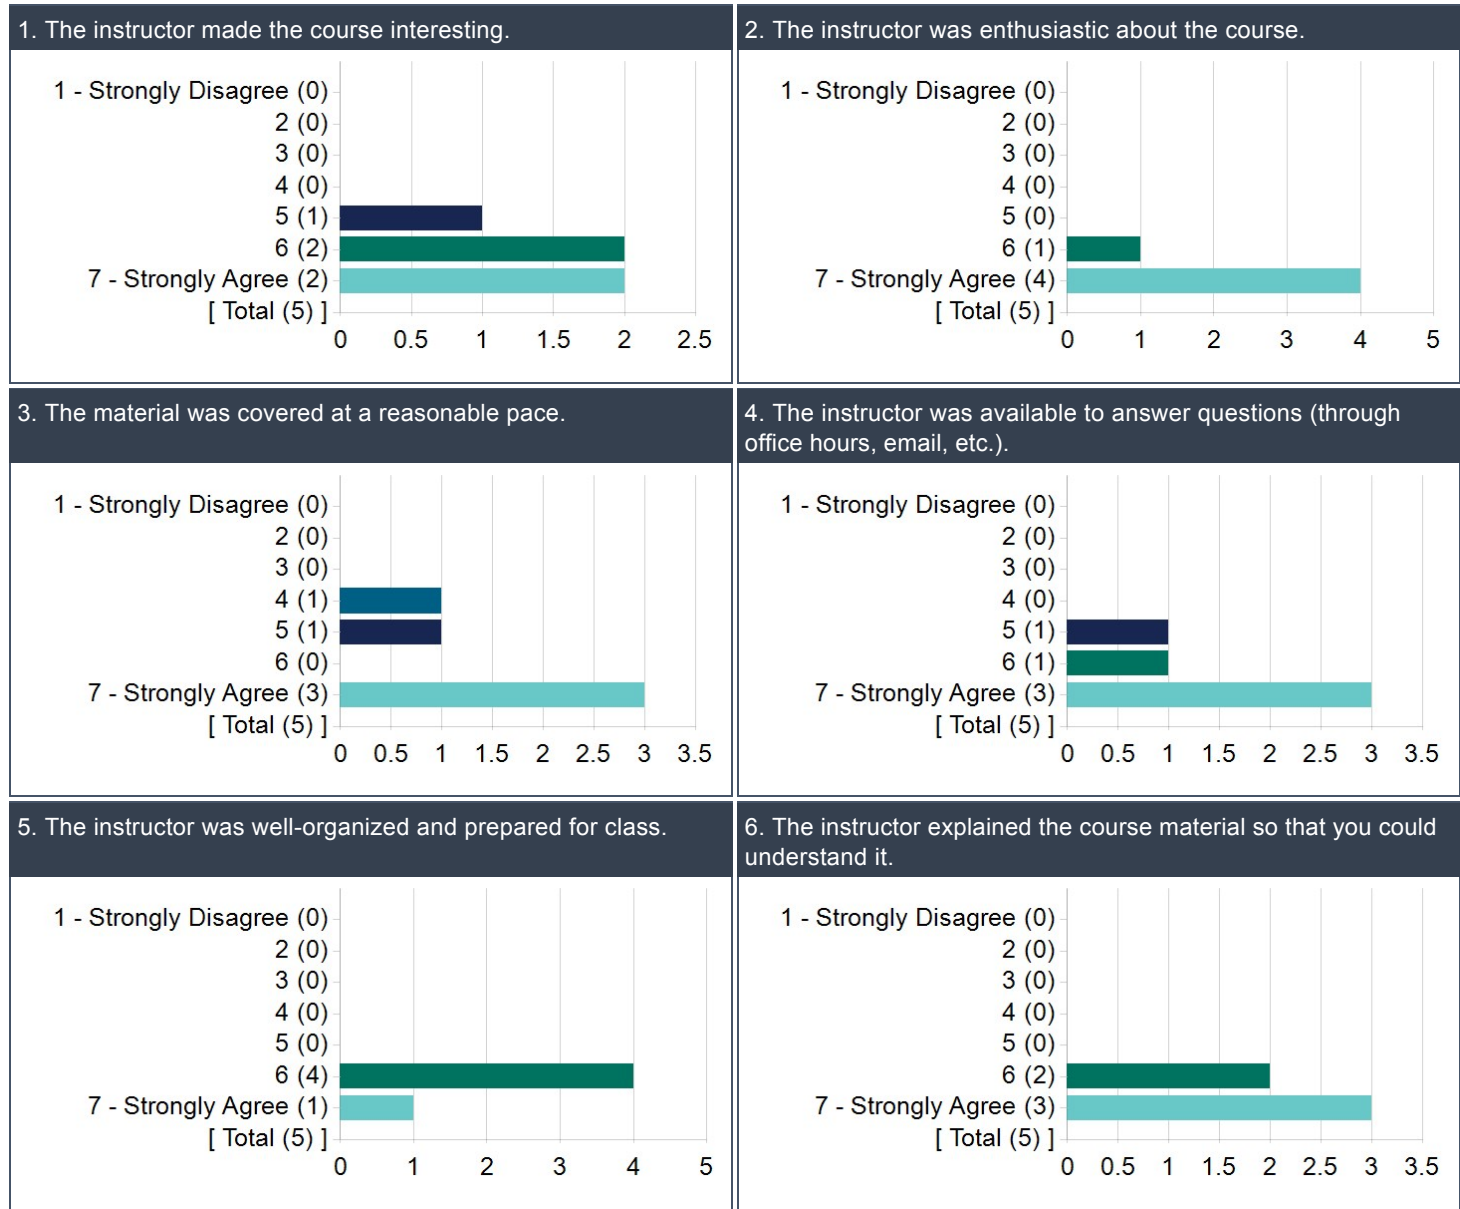 1. The instructor made the course interesting.
1 - Strongly Disagree (0)
2 (0)
3 (0)
4 (0)
5 (1)
6 (2)
7 - Strongly Agree (2)
[ Total (5) ]
0 0.5 1 1.5 2 2.5
2. The instructor was enthusiastic about the course.
1 - Strongly Disagree (0)
2 (0)
3 (0)
4 (0)
5 (0)
6 (1)
7 - Strongly Agree (4)
[ Total (5) ]
0 1 2 3 4 5
3. The material was covered at a reasonable pace.
1 - Strongly Disagree (0)
2 (0)
3 (0)
4 (1)
5 (1)
6 (0)
7 - Strongly Agree (3)
[ Total (5) ]
0 0.5 1 1.5 2 2.5 3 3.5
4. The instructor was available to answer questions (through
office hours, email, etc.).
1 - Strongly Disagree (0)
2 (0)
3 (0)
4 (0)
5 (1)
6 (1)
7 - Strongly Agree (3)
[ Total (5) ]
0 0.5 1 1.5 2 2.5 3 3.5
5. The instructor was well-organized and prepared for class.
1 - Strongly Disagree (0)
2 (0)
3 (0)
4 (0)
5 (0)
6 (4)
7 - Strongly Agree (1)
[ Total (5) ]
0 1 2 3 4 5
6. The instructor explained the course material so that you could
understand it.
1 - Strongly Disagree (0)
2 (0)
3 (0)
4 (0)
5 (0)
6 (2)
7 - Strongly Agree (3)
[ Total (5) ]
0 0.5 1 1.5 2 2.5 3 3.5